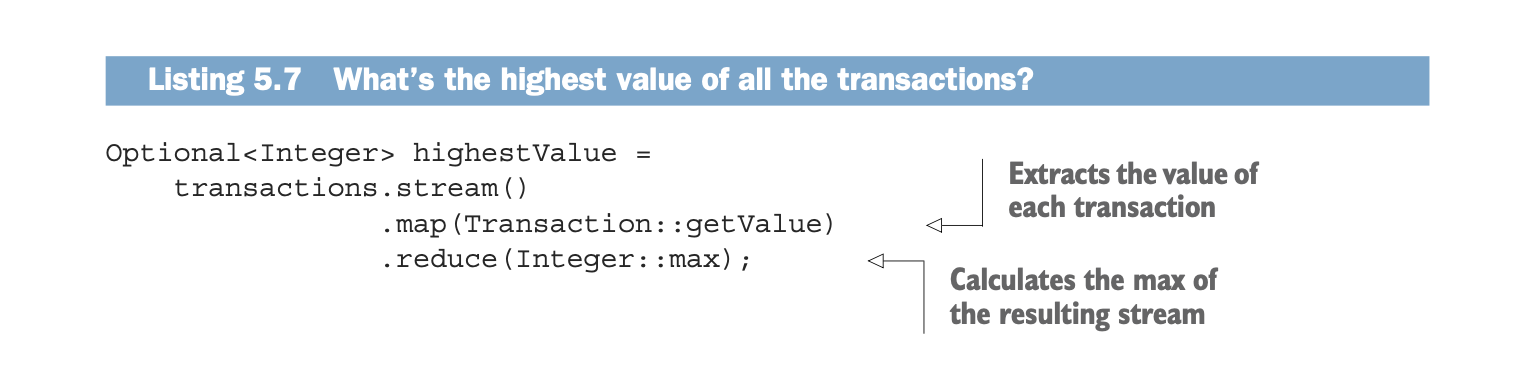 Listing 5.7 What’s the highest value of all the transactions?
Optional<Integer> highestValue =
transactions.stream()
.map(Transaction::getValue)
.reduce(Integer::max);
Extracts the value of
each transaction
Calculates the max of
the resulting stream